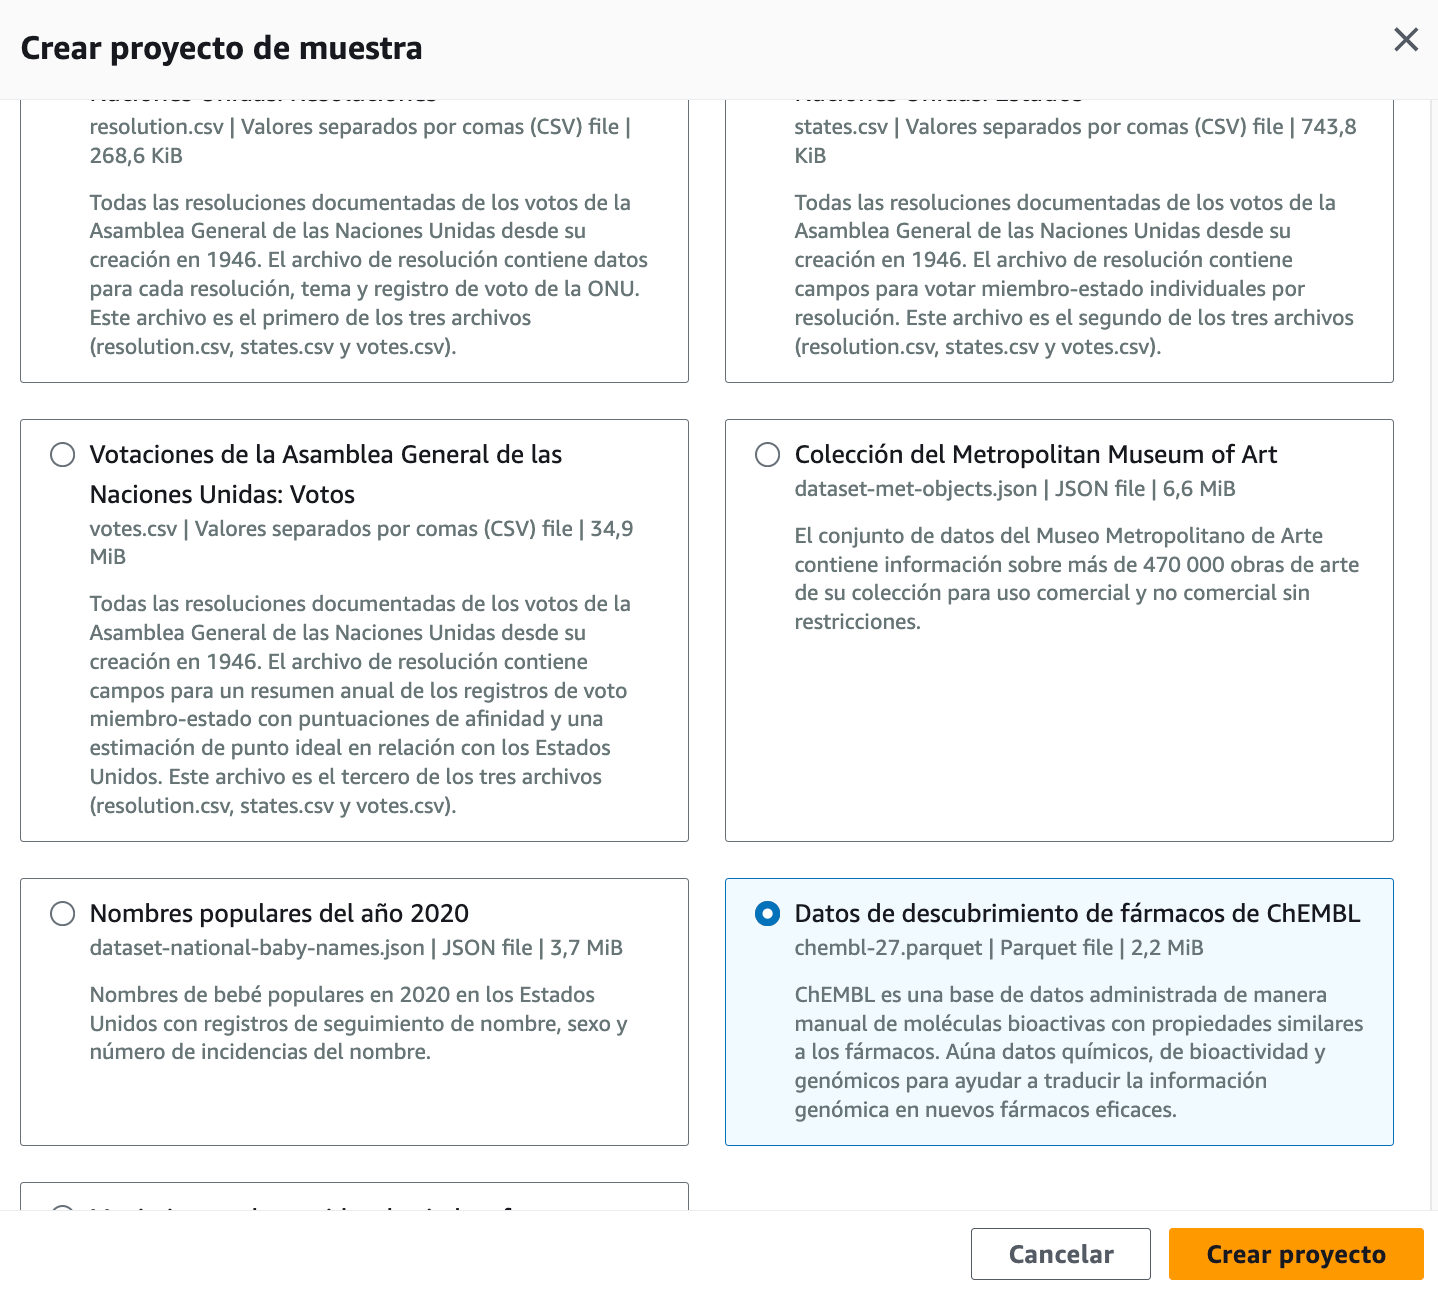 Crear proyecto de muestra
Naciones Unidas: Resoluciones
resolution.csv | Valores separados por comas (CSV) file |
268,6 KiB
Todas las resoluciones documentadas de los votos de la
Asamblea General de las Naciones Unidas desde su
creación en 1946. El archivo de resolución contiene datos
para cada resolución, tema y registro de voto de la ONU.
Este archivo es el primero de los tres archivos
(resolution.csv, states.csv y votes.csv).
Naciones Unidas: Estados
states.csv | Valores separados por comas (CSV) file | 743,8
KiB
Todas las resoluciones documentadas de los votos de la
Asamblea General de las Naciones Unidas desde su
creación en 1946. El archivo de resolución contiene
campos para votar miembro-estado individuales por
resolución. Este archivo es el segundo de los tres archivos
(resolution.csv, states.csv y votes.csv).
Votaciones de la Asamblea General de las
Naciones Unidas: Votos
votes.csv | Valores separados por comas (CSV) file | 34,9
MiB
Todas las resoluciones documentadas de los votos de la
Asamblea General de las Naciones Unidas desde su
creación en 1946. El archivo de resolución contiene
campos para un resumen anual de los registros de voto
miembro-estado con puntuaciones de afinidad y una
estimación de punto ideal en relación con los Estados
Unidos. Este archivo es el tercero de los tres archivos
(resolution.csv, states.csv y votes.csv).
Colección del Metropolitan Museum of Art
dataset-met-objects.json | JSON file | 6,6 MiB
El conjunto de datos del Museo Metropolitano de Arte
contiene información sobre más de 470 000 obras de arte
de su colección para uso comercial y no comercial sin
restricciones.
Nombres populares del año 2020
dataset-national-baby-names.json | JSON file | 3,7 MiB
Nombres de bebé populares en 2020 en los Estados
Unidos con registros de seguimiento de nombre, sexo y
número de incidencias del nombre.
Datos de descubrimiento de fármacos de ChEMBL
chembl-27.parquet | Parquet file | 2,2 MiB
ChEMBL es una base de datos administrada de manera
manual de moléculas bioactivas con propiedades similares
a los fármacos. Aúna datos químicos, de bioactividad y
genómicos para ayudar a traducir la información
genómica en nuevos fármacos eficaces.
Cancelar
Crear proyecto